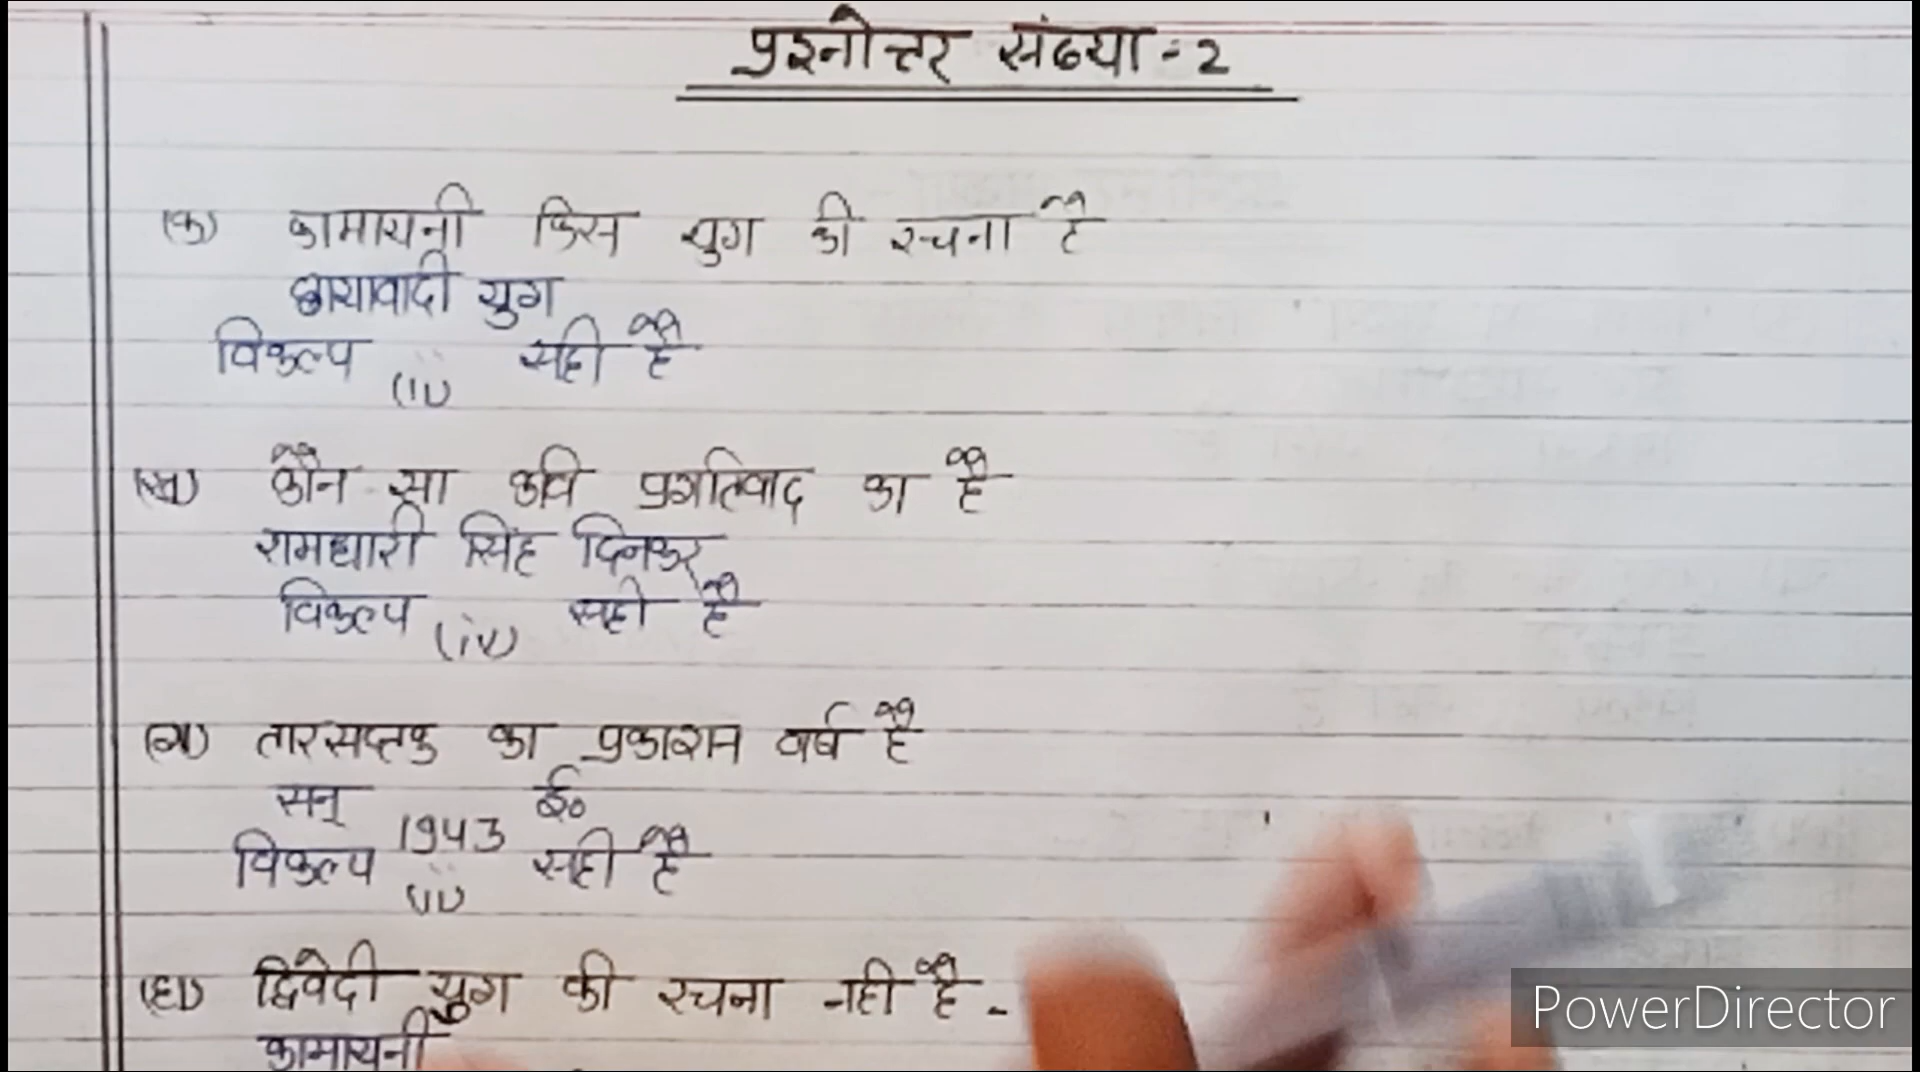 प्रश्नोत्तर संख्या - 2
(क) कामायनी किस युग की रचना है
छायावादी युग
विकल्प (ii) सही है
(ख) कौन सा कवि प्रगतिवाद का है
रामधारी सिंह दिनकर
विकल्प (iv) सही है
(ग) तारसप्तक का प्रकाशन वर्ष है
सन् 1943 ई०
विकल्प (ii) सही है
(घ) द्विवेदी युग की रचना नही है -
कामायनी
PowerDirector